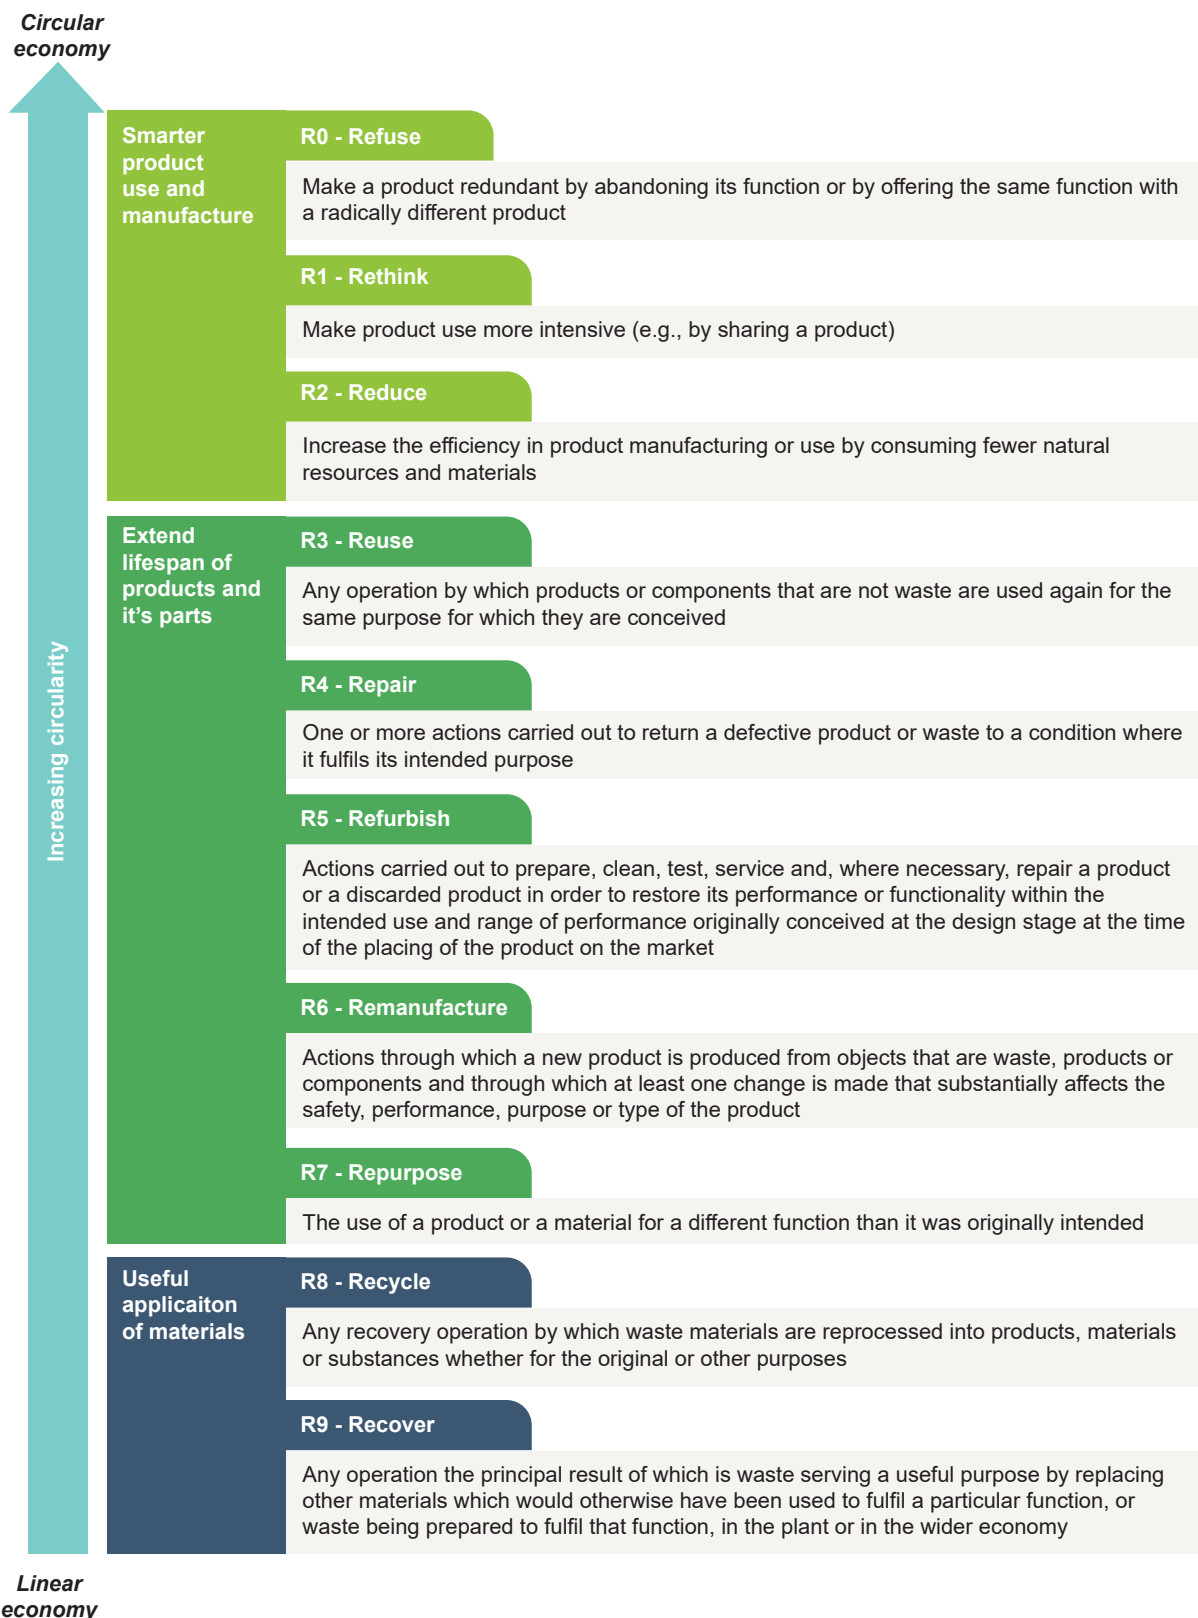 Circular
economy
Smarter
product
use and
manufacture
R0 - Refuse
Make a product redundant by abandoning its function or by offering the same function with
a radically different product
R1 - Rethink
Make product use more intensive (e.g., by sharing a product)
R2 - Reduce
Increase the efficiency in product manufacturing or use by consuming fewer natural
resources and materials
Extend
lifespan of
products and
it's parts
R3 - Reuse
Any operation by which products or components that are not waste are used again for the
same purpose for which they are conceived
R4 - Repair
One or more actions carried out to return a defective product or waste to a condition where
it fulfils its intended purpose
R5 - Refurbish
Actions carried out to prepare, clean, test, service and, where necessary, repair a product
or a discarded product in order to restore its performance or functionality within the
intended use and range of performance originally conceived at the design stage at the time
of the placing of the product on the market
R6 - Remanufacture
Actions through which a new product is produced from objects that are waste, products or
components and through which at least one change is made that substantially affects the
safety, performance, purpose or type of the product
R7 - Repurpose
The use of a product or a material for a different function than it was originally intended
Useful
applicaiton
of materials
R8 - Recycle
Any recovery operation by which waste materials are reprocessed into products, materials
or substances whether for the original or other purposes
R9 - Recover
Any operation the principal result of which is waste serving a useful purpose by replacing
other materials which would otherwise have been used to fulfil a particular function, or
waste being prepared to fulfil that function, in the plant or in the wider economy
Increasing circularity
Linear
economy